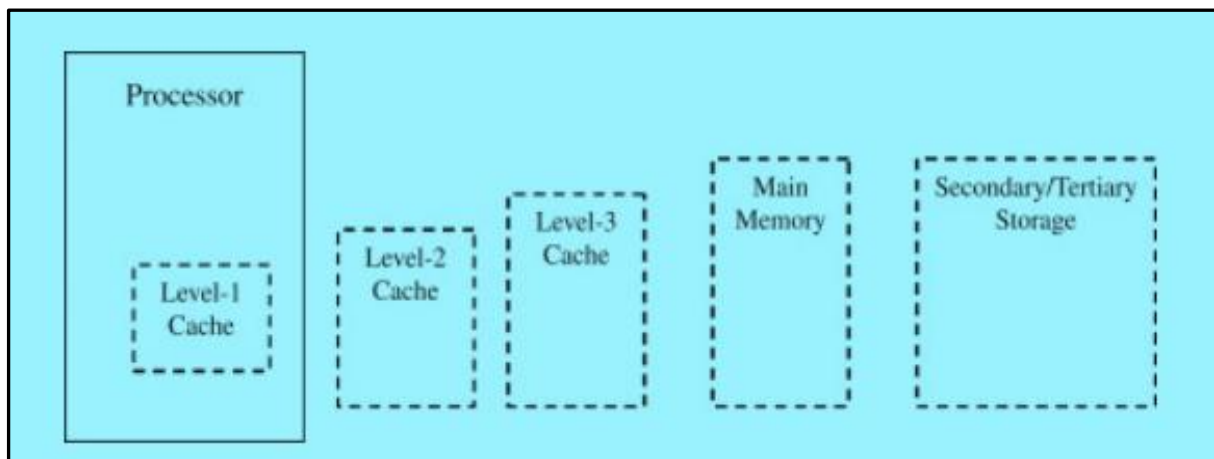 Processor
Level-1
Cache
Level-2
Cache
Level-3
Cache
Main
Memory
Secondary/Tertiary
Storage